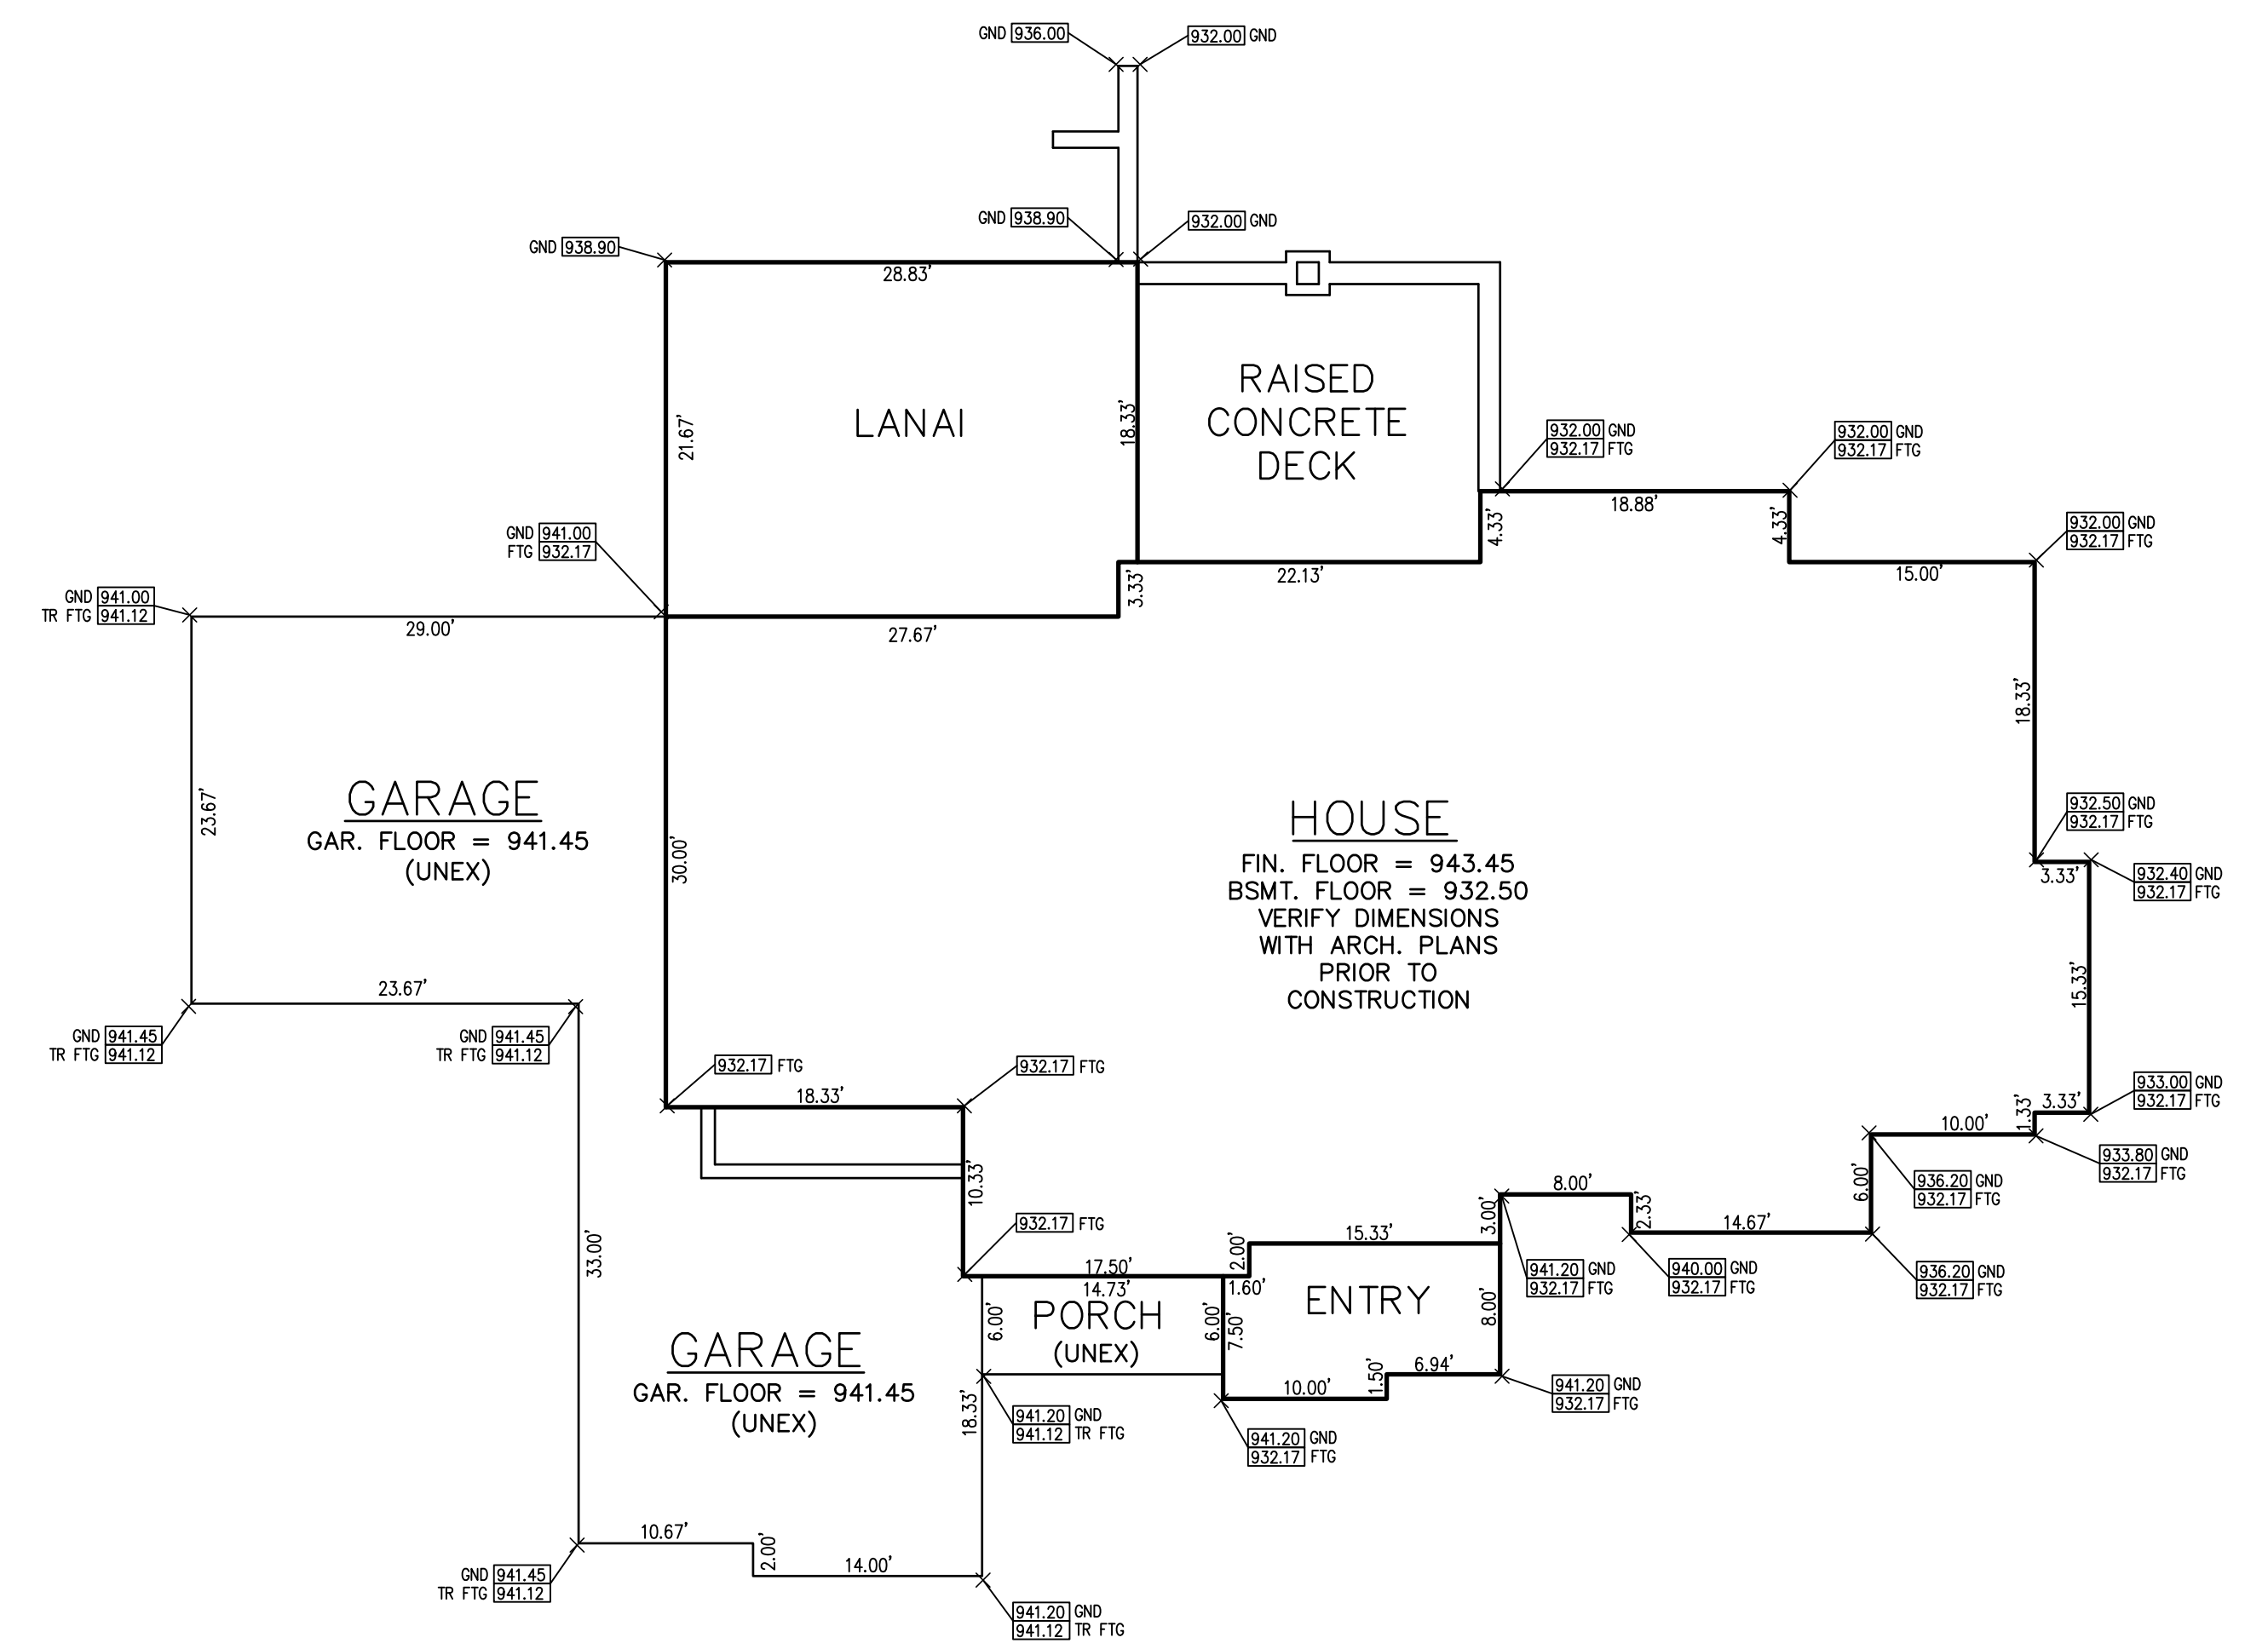 GND 936.00
932.00 GND
GND 938.90
932.00 GND
GND 938.90
28.83'
RAISED
CONCRETE
DECK
LANAI
21.67'
18.33'
932.00 GND
932.17 FTG
932.00 GND
932.17 FTG
18.88'
4.33'
4.33'
GND 941.00
FTG 932.17
932.00 GND
932.17 FTG
22.13'
15.00'
3.33'
GND 941.00
TR FTG 941.12
29.00'
27.67'
18.33'
23.67'
GARAGE
GAR. FLOOR = 941.45
(UNEX)
30.00'
HOUSE
FIN. FLOOR = 943.45
BSMT. FLOOR = 932.50
VERIFY DIMENSIONS
WITH ARCH. PLANS
PRIOR TO
CONSTRUCTION
932.50 GND
932.17 FTG
3.33'
932.40 GND
932.17 FTG
15.33'
23.67'
GND 941.45
TR FTG 941.12
GND 941.45
TR FTG 941.12
932.17 FTG
932.17 FTG
18.33'
933.00 GND
932.17 FTG
3.33'
1.33'
10.00'
933.80 GND
932.17 FTG
10.33'
6.00'
936.20 GND
932.17 FTG
8.00'
3.00'
2.33'
14.67'
932.17 FTG
33.00'
15.33'
2.00'
17.50'
14.73'
1.60'
941.20 GND
932.17 FTG
940.00 GND
932.17 FTG
936.20 GND
932.17 FTG
6.00'
PORCH
(UNEX)
6.00'
7.50'
ENTRY
8.00'
GARAGE
GAR. FLOOR = 941.45
(UNEX)
18.33'
10.00'
1.50'
6.94'
941.20 GND
932.17 FTG
941.20 GND
941.12 TR FTG
941.20 GND
932.17 FTG
10.67'
2.00'
14.00'
GND 941.45
TR FTG 941.12
941.20 GND
941.12 TR FTG